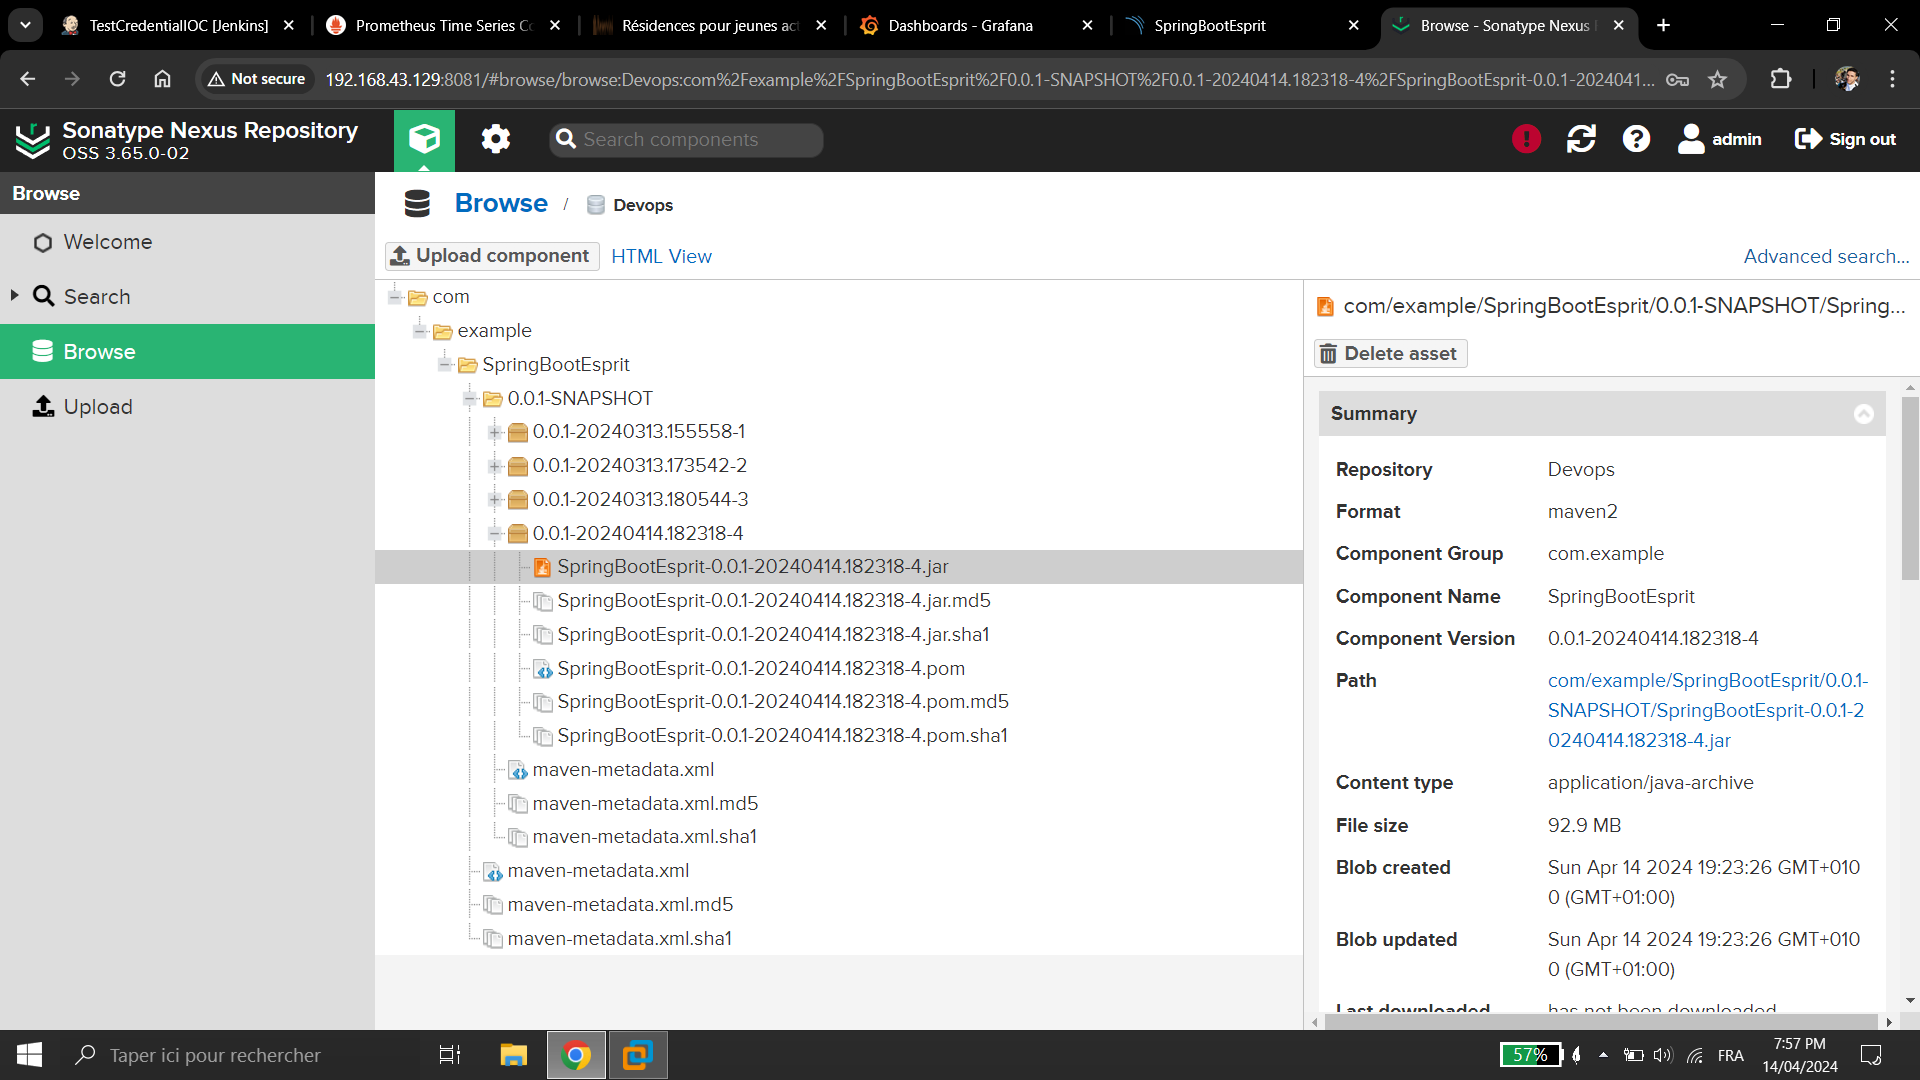 TestCredentialIOC [Jenkins]
Prometheus Time Series Co
Résidences pour jeunes act
Dashboards - Grafana
SpringBootEsprit
Browse - Sonatype Nexus
Not secure
192.168.43.129:8081/#browse/browse:Devops:com%2Fexample%2FSpringBootEsprit%2F0.0.1-SNAPSHOT%2F0.0.1-20240414.182318-4%2FSpringBootEsprit-0.0.1-2024041...
Sonatype Nexus Repository
OSS 3.65.0-02
Search components
admin
Sign out
Browse
Welcome
Search
Browse
Upload
Browse / Devops
Upload component
HTML View
Advanced search...
com
example
SpringBootEsprit
0.0.1-SNAPSHOT
0.0.1-20240313.155558-1
0.0.1-20240313.173542-2
0.0.1-20240313.180544-3
0.0.1-20240414.182318-4
SpringBootEsprit-0.0.1-20240414.182318-4.jar
SpringBootEsprit-0.0.1-20240414.182318-4.jar.md5
SpringBootEsprit-0.0.1-20240414.182318-4.jar.sha1
SpringBootEsprit-0.0.1-20240414.182318-4.pom
SpringBootEsprit-0.0.1-20240414.182318-4.pom.md5
SpringBootEsprit-0.0.1-20240414.182318-4.pom.sha1
maven-metadata.xml
maven-metadata.xml.md5
maven-metadata.xml.sha1
maven-metadata.xml
maven-metadata.xml.md5
maven-metadata.xml.sha1
com/example/SpringBootEsprit/0.0.1-SNAPSHOT/Spring...
Delete asset
Summary
Repository Devops
Format maven2
Component Group com.example
Component Name SpringBootEsprit
Component Version 0.0.1-20240414.182318-4
Path com/example/SpringBootEsprit/0.0.1-
SNAPSHOT/SpringBootEsprit-0.0.1-2
0240414.182318-4.jar
Content type application/java-archive
File size 92.9 MB
Blob created Sun Apr 14 2024 19:23:26 GMT+010
0 (GMT+01:00)
Blob updated Sun Apr 14 2024 19:23:26 GMT+010
0 (GMT+01:00)
Last downloaded has not been downloaded
Taper ici pour rechercher
57%
FRA
7:57 PM
14/04/2024